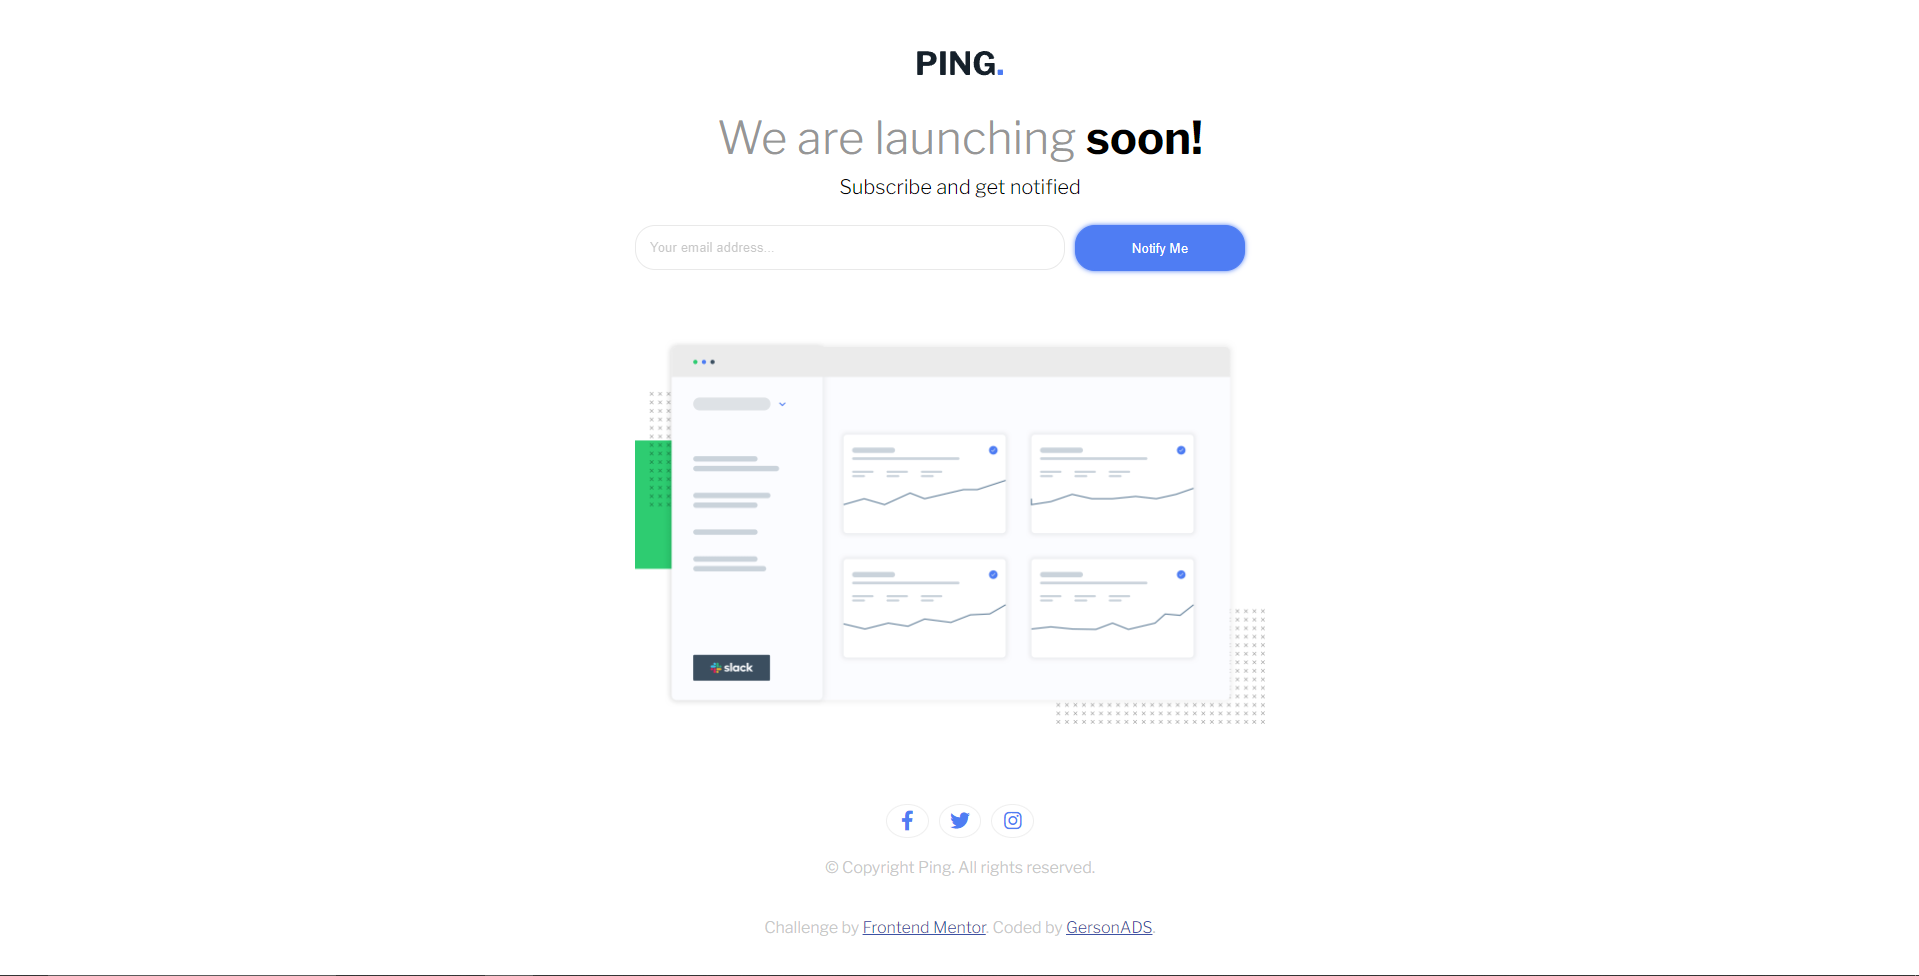 PING.
We are launching soon!
Subscribe and get notified
Your email address...
Notify Me
slack
© Copyright Ping. All rights reserved.
Challenge by Frontend Mentor. Coded by GersonADS.